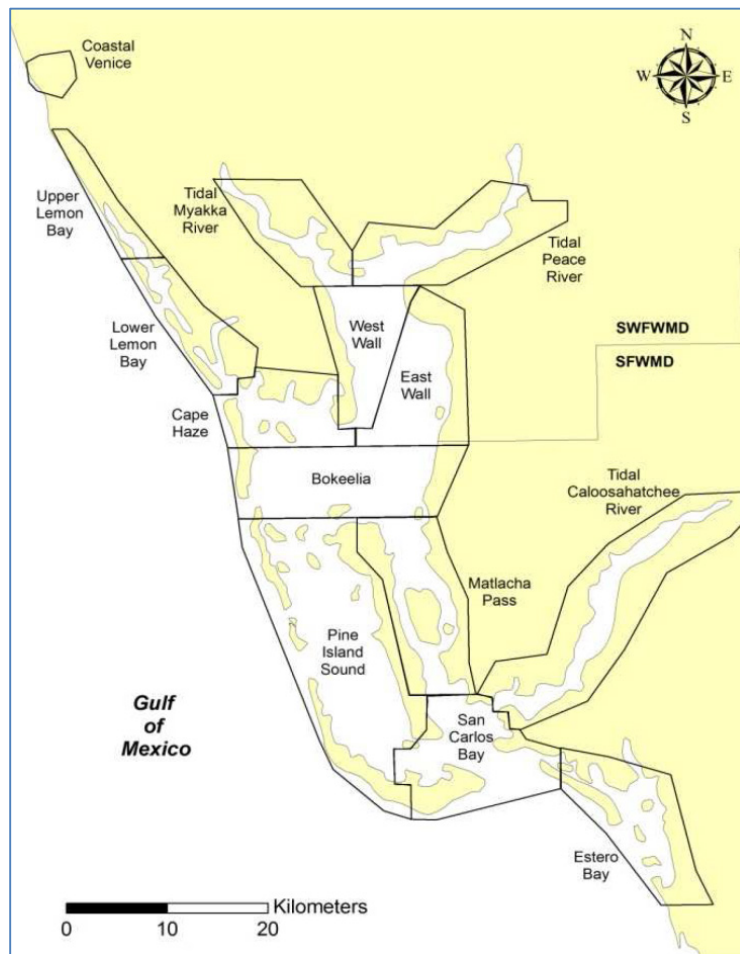 Coastal
Venice
N
W
E
S
Upper
Lemon
Bay
Tidal
Myakka
River
Tidal
Peace
River
Lower
Lemon
Bay
West
Wall
SWFWMD
SFWMD
East
Wall
Cape
Haze
Bokeelia
Tidal
Caloosahatchee
River
Matlacha
Pass
Pine
Island
Sound
Gulf
of
Mexico
San
Carlos
Bay
Estero
Bay
Kilometers
0 10 20